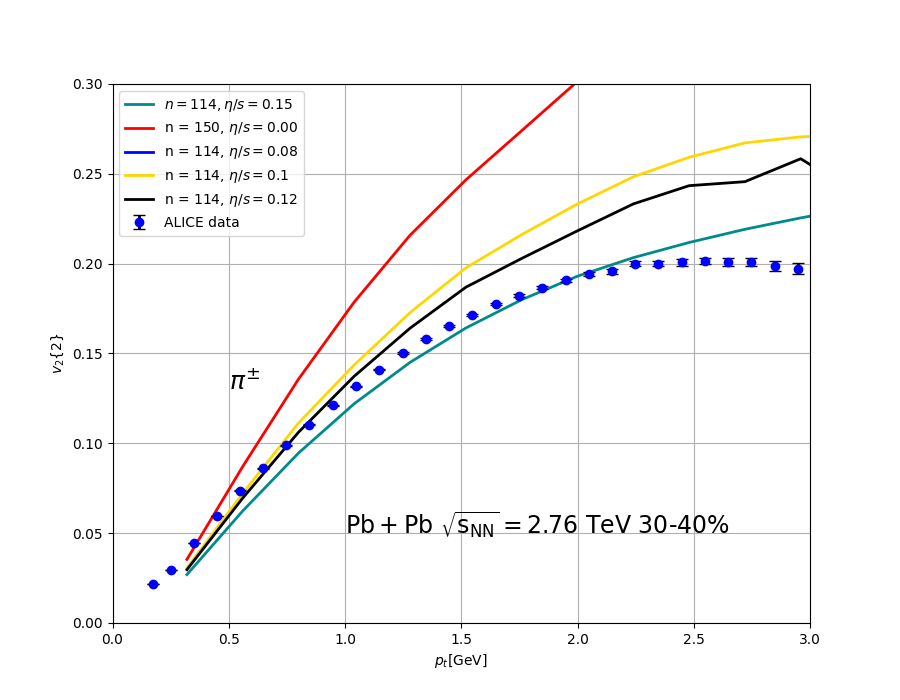 n = 114, η/s = 0.15
n = 150, η/s = 0.00
n = 114, η/s = 0.08
n = 114, η/s = 0.1
n = 114, η/s = 0.12
ALICE data
0.30
0.25
0.20
0.15
0.10
0.05
0.00
v₂{2}
π±
Pb + Pb √s_NN = 2.76 TeV 30-40%
0.0 0.5 1.0 1.5 2.0 2.5 3.0
p_t[GeV]